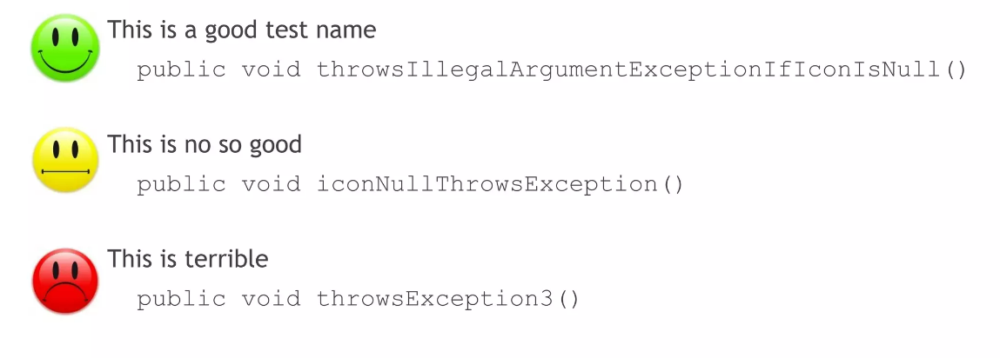 This is a good test name
public void throwsIllegalArgumentExceptionIfIconIsNull()
This is no so good
public void iconNullThrowsException()
This is terrible
public void throwsException3()